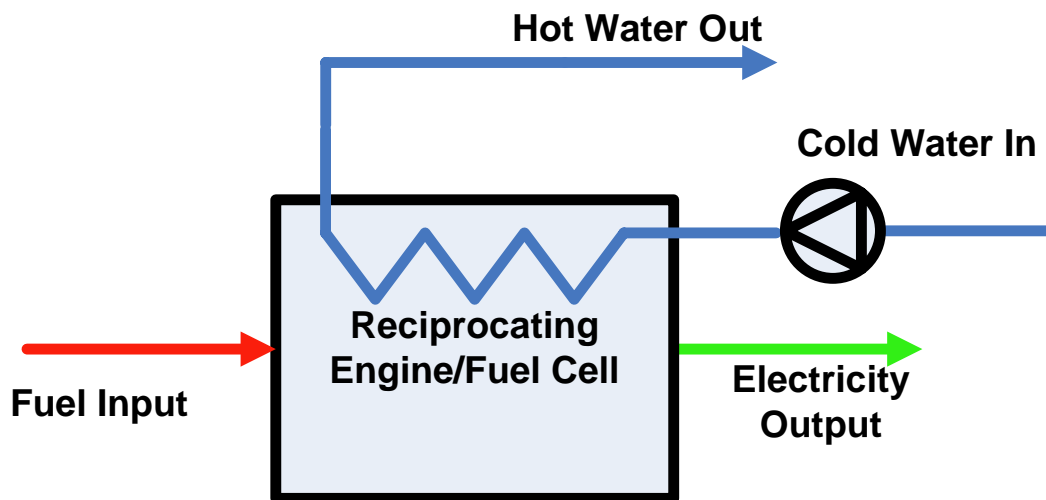 Hot Water Out
Cold Water In
Reciprocating
Engine/Fuel Cell
Fuel Input
Electricity
Output